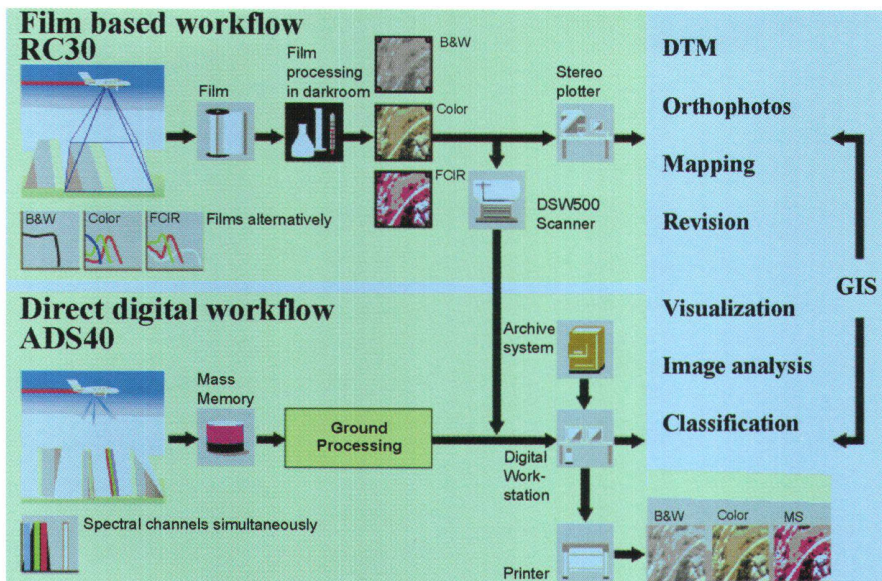 Film based workflow
RC30
Film
Film
processing
in darkroom
B&W
Color
FCIR
Stereo
plotter
DSW500
Scanner
B&W
Color
FCIR
Films alternatively
DTM
Orthophotos
Mapping
Revision
GIS
Visualization
Image analysis
Classification
Direct digital workflow
ADS40
Mass
Memory
Ground
Processing
Archive
system
Digital
Work-
station
Spectral channels simultaneously
Printer
B&W
Color
MS